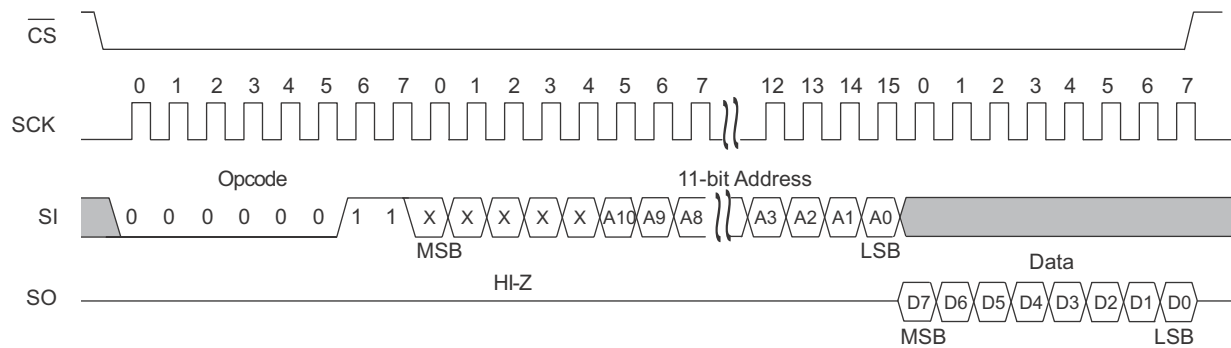 CS
0 1 2 3 4 5 6 7 0 1 2 3 4 5 6 7 12 13 14 15 0 1 2 3 4 5 6 7
SCK
Opcode 11-bit Address
SI 0 0 0 0 0 0 1 1 X X X X X A10 A9 A8 A3 A2 A1 A0
MSB LSB
HI-Z Data
SO D7 D6 D5 D4 D3 D2 D1 D0
MSB LSB